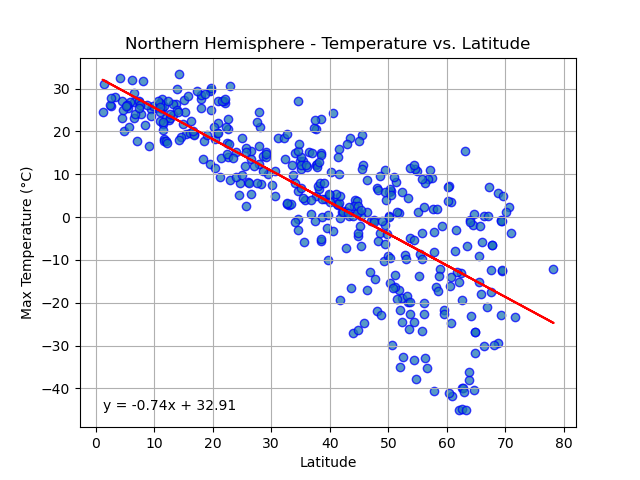 Northern Hemisphere - Temperature vs. Latitude
30
20
10
0
−10
−20
−30
−40
Max Temperature (°C)
y = -0.74x + 32.91
0 10 20 30 40 50 60 70 80
Latitude